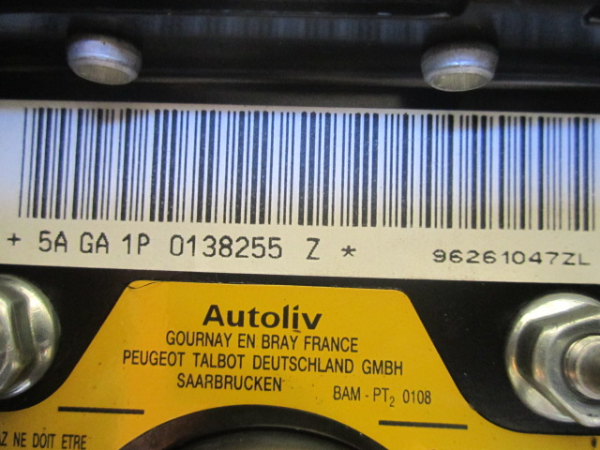 + 5A GA 1P 0138255 Z * 96261047ZL
Autoliv
GOURNAY EN BRAY FRANCE
PEUGEOT TALBOT DEUTSCHLAND GMBH
SAARBRUCKEN BAM - PT₂ 0108
NE DOIT ETRE